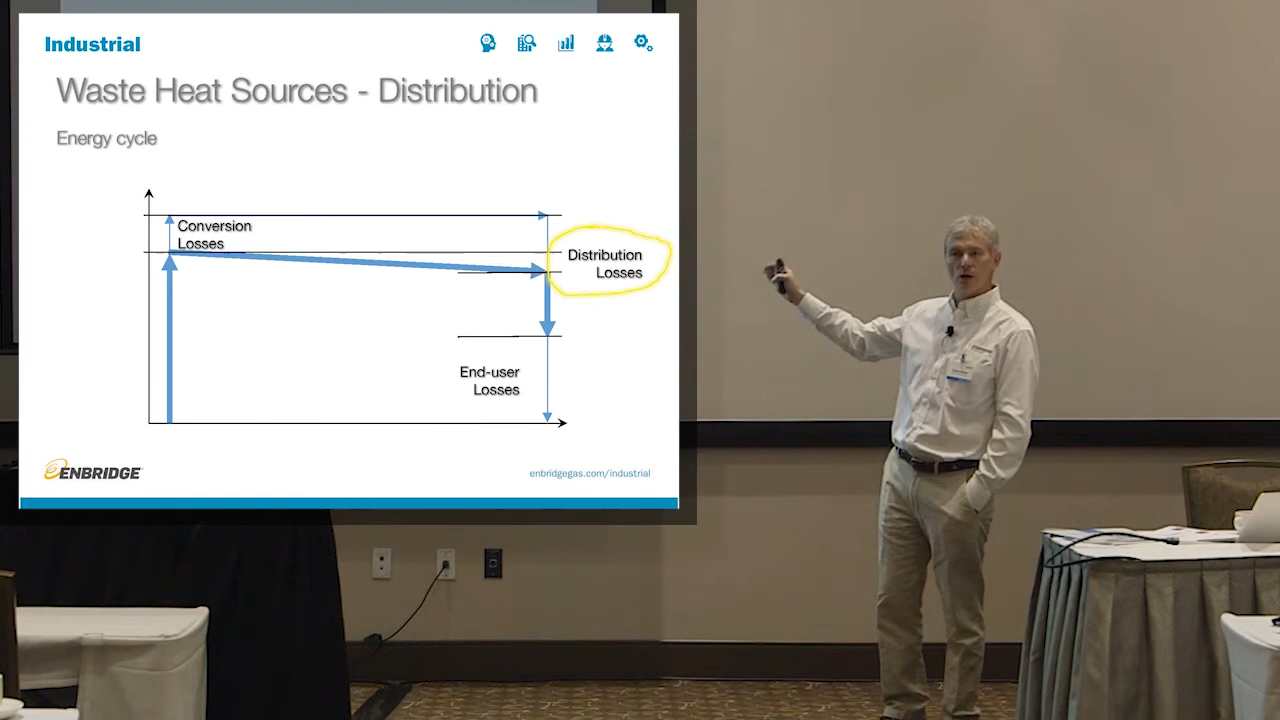 Industrial
Waste Heat Sources - Distribution
Energy cycle
Conversion
Losses
Distribution
Losses
End-user
Losses
ENBRIDGE
enbridgegas.com/industrial